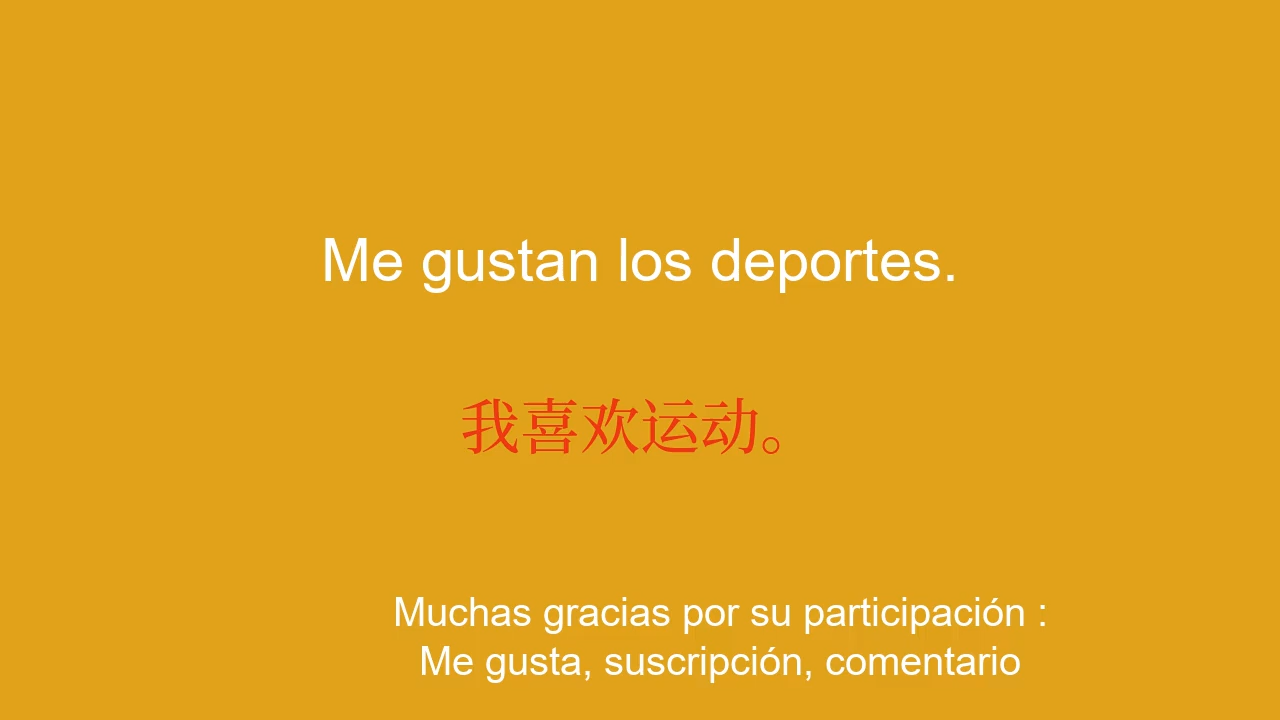 Me gustan los deportes.
我喜欢运动。
Muchas gracias por su participación :
Me gusta, suscripción, comentario